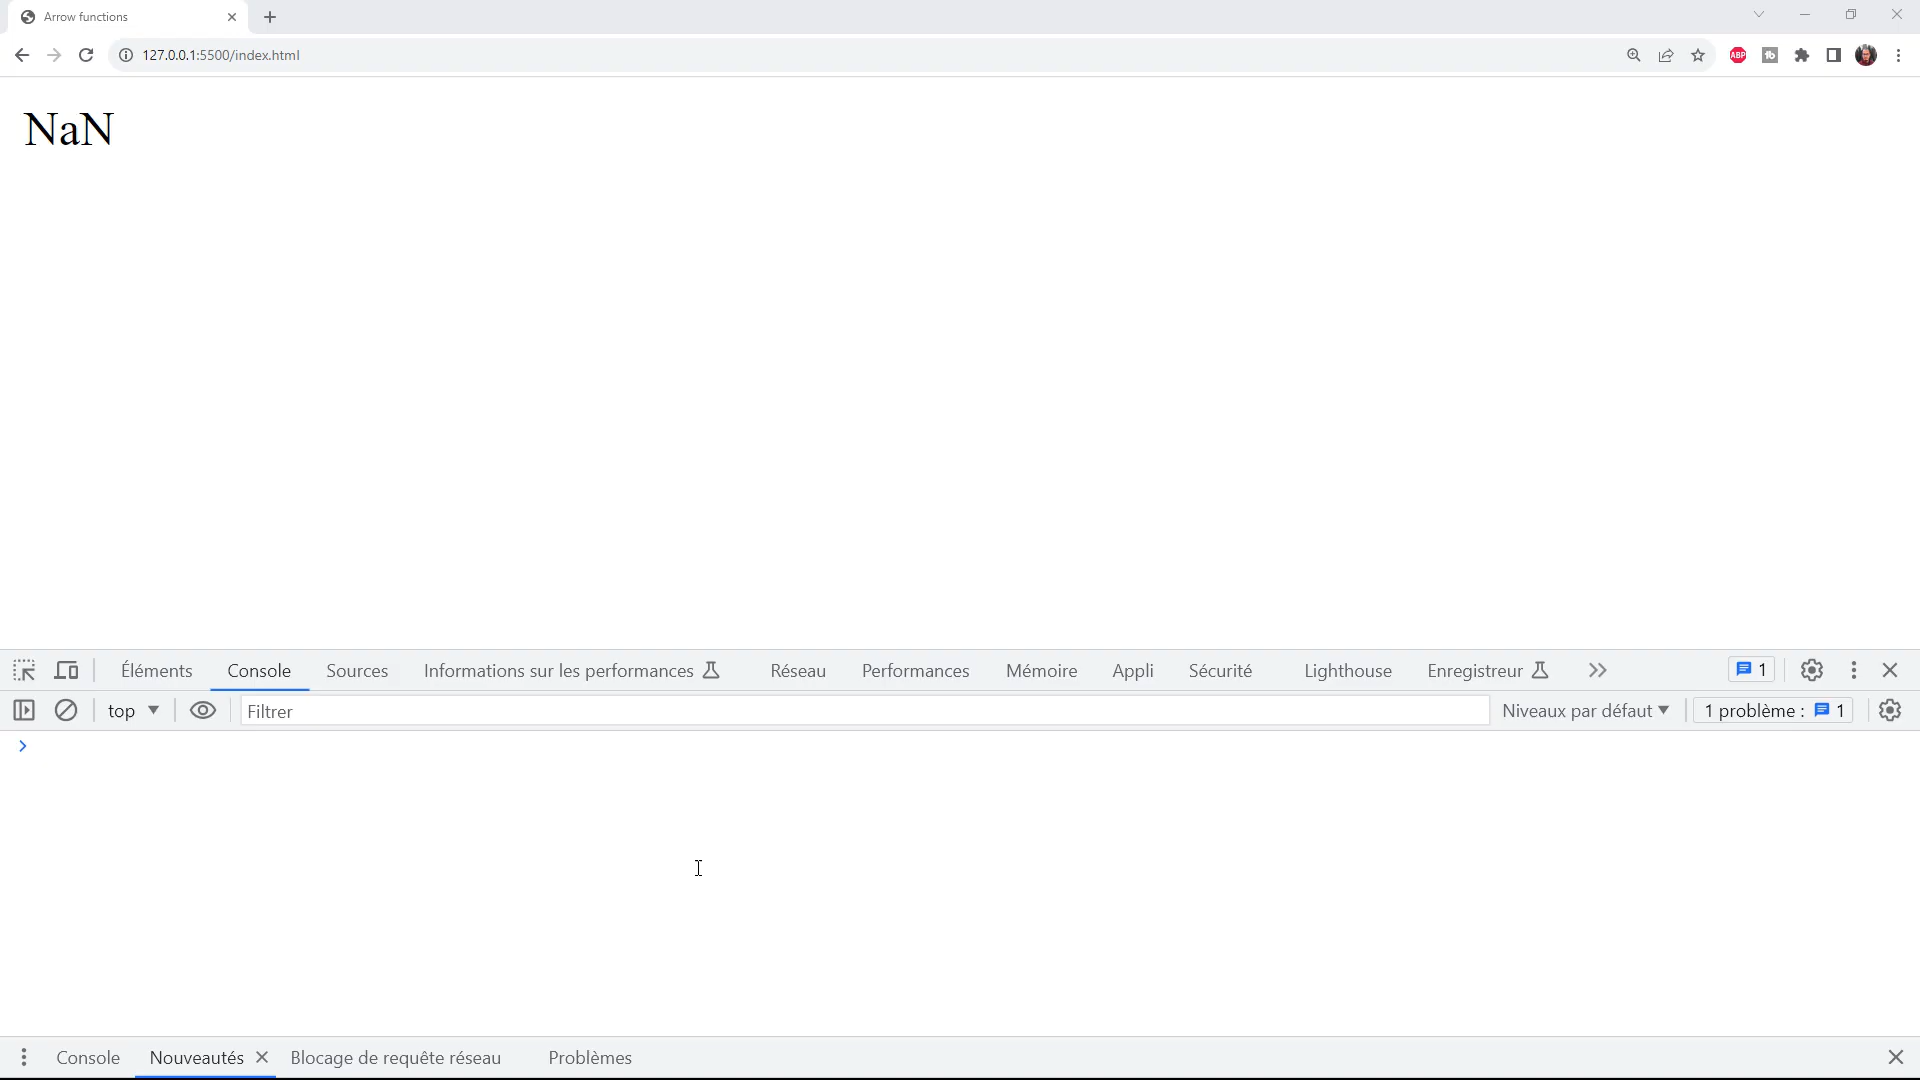 Arrow functions
127.0.0.1:5500/index.html
ABP
NaN
Éléments Console Sources Informations sur les performances Réseau Performances Mémoire Appli Sécurité Lighthouse Enregistreur 1
top Filtrer Niveaux par défaut 1 problème : 1
Console Nouveautés Blocage de requête réseau Problèmes